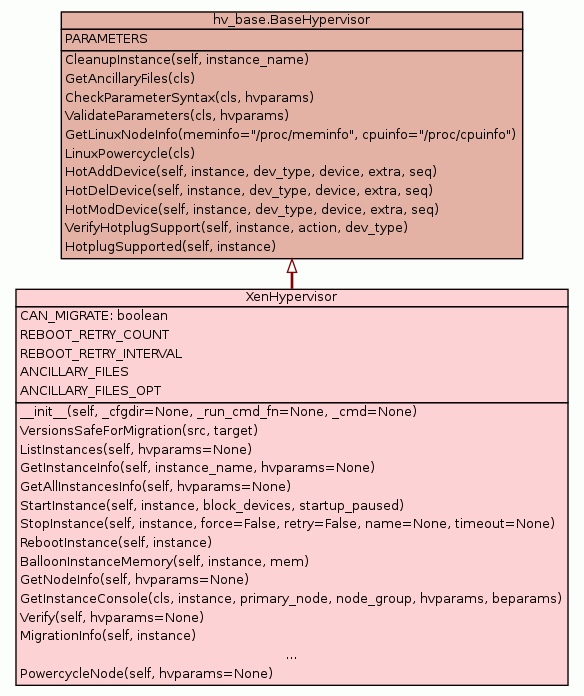 hv_base.BaseHypervisor
PARAMETERS
CleanupInstance(self, instance_name)
GetAncillaryFiles(cls)
CheckParameterSyntax(cls, hvparams)
ValidateParameters(cls, hvparams)
GetLinuxNodeInfo(meminfo="/proc/meminfo", cpuinfo="/proc/cpuinfo")
LinuxPowercycle(cls)
HotAddDevice(self, instance, dev_type, device, extra, seq)
HotDelDevice(self, instance, dev_type, device, extra, seq)
HotModDevice(self, instance, dev_type, device, extra, seq)
VerifyHotplugSupport(self, instance, action, dev_type)
HotplugSupported(self, instance)
XenHypervisor
CAN_MIGRATE: boolean
REBOOT_RETRY_COUNT
REBOOT_RETRY_INTERVAL
ANCILLARY_FILES
ANCILLARY_FILES_OPT
__init__(self, _cfgdir=None, _run_cmd_fn=None, _cmd=None)
VersionsSafeForMigration(src, target)
ListInstances(self, hvparams=None)
GetInstanceInfo(self, instance_name, hvparams=None)
GetAllInstancesInfo(self, hvparams=None)
StartInstance(self, instance, block_devices, startup_paused)
StopInstance(self, instance, force=False, retry=False, name=None, timeout=None)
RebootInstance(self, instance)
BalloonInstanceMemory(self, instance, mem)
GetNodeInfo(self, hvparams=None)
GetInstanceConsole(cls, instance, primary_node, node_group, hvparams, beparams)
Verify(self, hvparams=None)
MigrationInfo(self, instance)
...
PowercycleNode(self, hvparams=None)